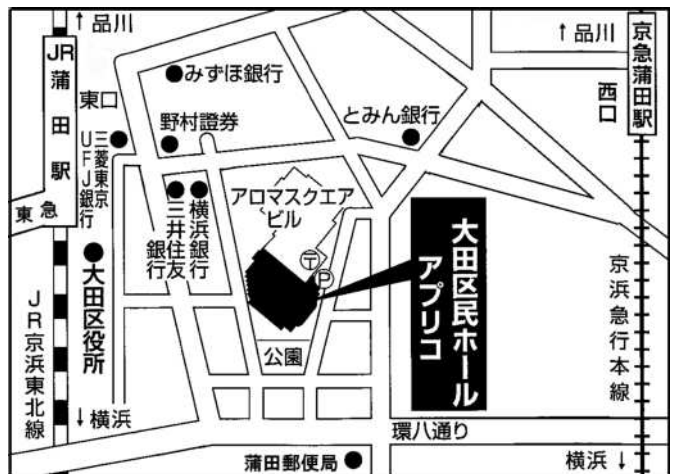 ↑品川
JR蒲田駅
東口
みずほ銀行
野村證券
三菱東京
UFJ銀行
東急
大田区役所
三井住友
銀行
横浜銀行
アロマスクエア
ビル
〒
P
公園
とみん銀行
↑品川
京急蒲田駅
西口
大田区民ホール
アプリコ
京浜急行本線
JR京浜東北線
↓横浜
環八通り
蒲田郵便局
横浜↓